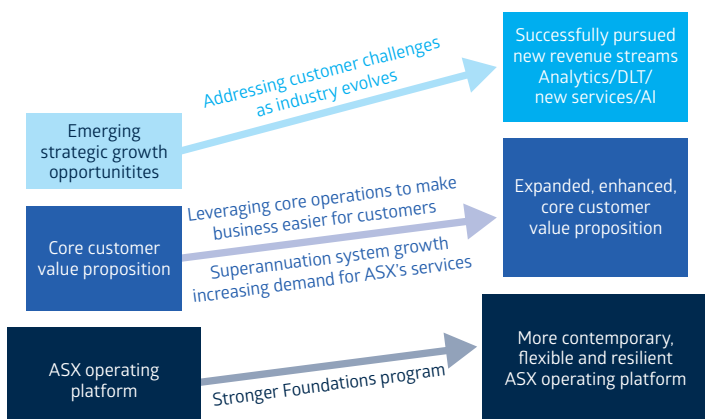 Emerging
strategic growth
opportunitites
Addressing customer challenges
as industry evolves
Successfully pursued
new revenue streams
Analytics/DLT/
new services/AI
Core customer
value proposition
Leveraging core operations to make
business easier for customers
Superannuation system growth
increasing demand for ASX's services
Expanded, enhanced,
core customer
value proposition
ASX operating
platform
Stronger Foundations program
More contemporary,
flexible and resilient
ASX operating platform